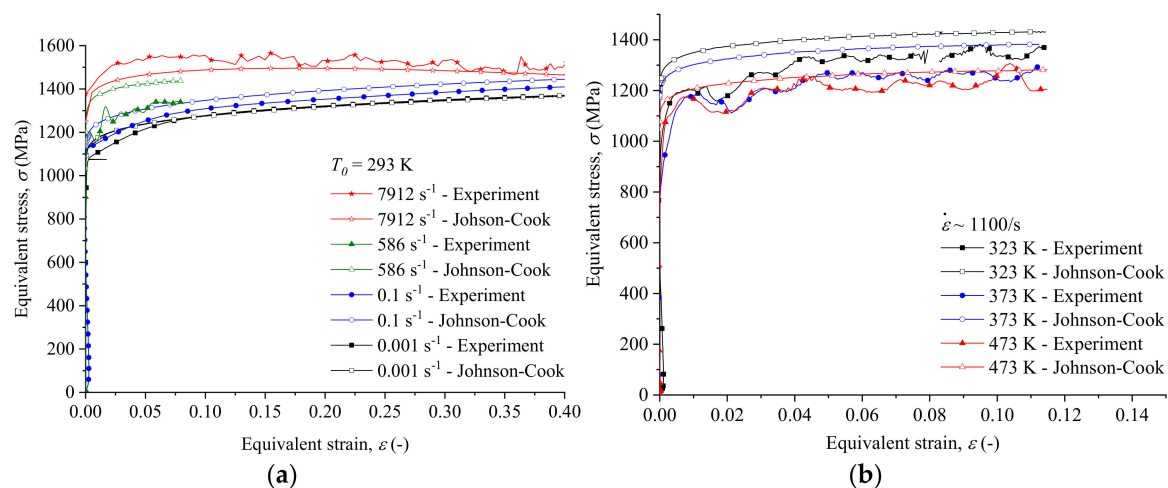 (a)
Equivalent stress, σ (MPa)
1600
1400
1200
1000
800
600
400
200
0
T0 = 293 K
7912 s-1 - Experiment
7912 s-1 - Johson-Cook
586 s-1 - Experiment
586 s-1 - Johnson-Cook
0.1 s-1 - Experiment
0.1 s-1 - Johnson-Cook
0.001 s-1 - Experiment
0.001 s-1 - Johnson-Cook
0.00 0.05 0.10 0.15 0.20 0.25 0.30 0.35 0.40
Equivalent strain, ε (-)
(a)
(b)
Equivalent stress, σ (MPa)
1400
1200
1000
800
600
400
200
0
ε̇ ~ 1100/s
323 K - Experiment
323 K - Johnson-Cook
373 K - Experiment
373 K - Johnson-Cook
473 K - Experiment
473 K - Johnson-Cook
0.00 0.02 0.04 0.06 0.08 0.10 0.12 0.14
Equivalent strain, ε (-)
(b)